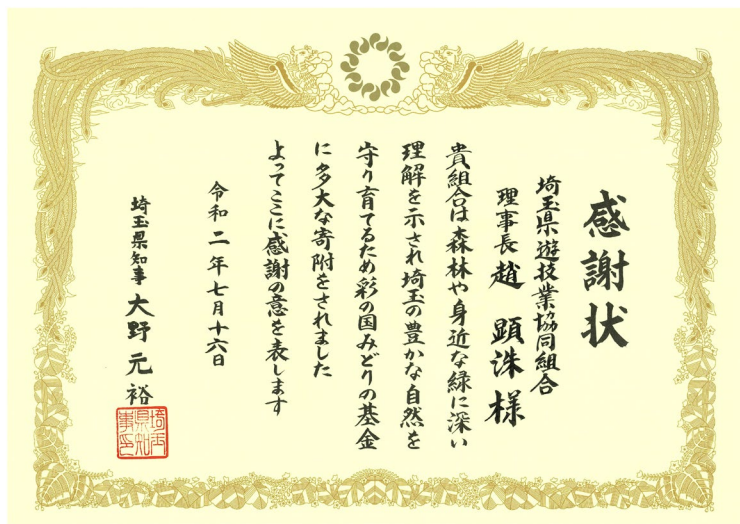 感謝状
埼玉県遊技業協同組合
理事長 趙 顕洙 様
貴組合は森林や身近な緑に深い
理解を示され埼玉の豊かな自然を
守り育てるため彩の国みどりの基金
に多大な寄附をされました
よってここに感謝の意を表します
令和二年七月十六日
埼玉県知事 大野元裕
埼玉
県知
事印